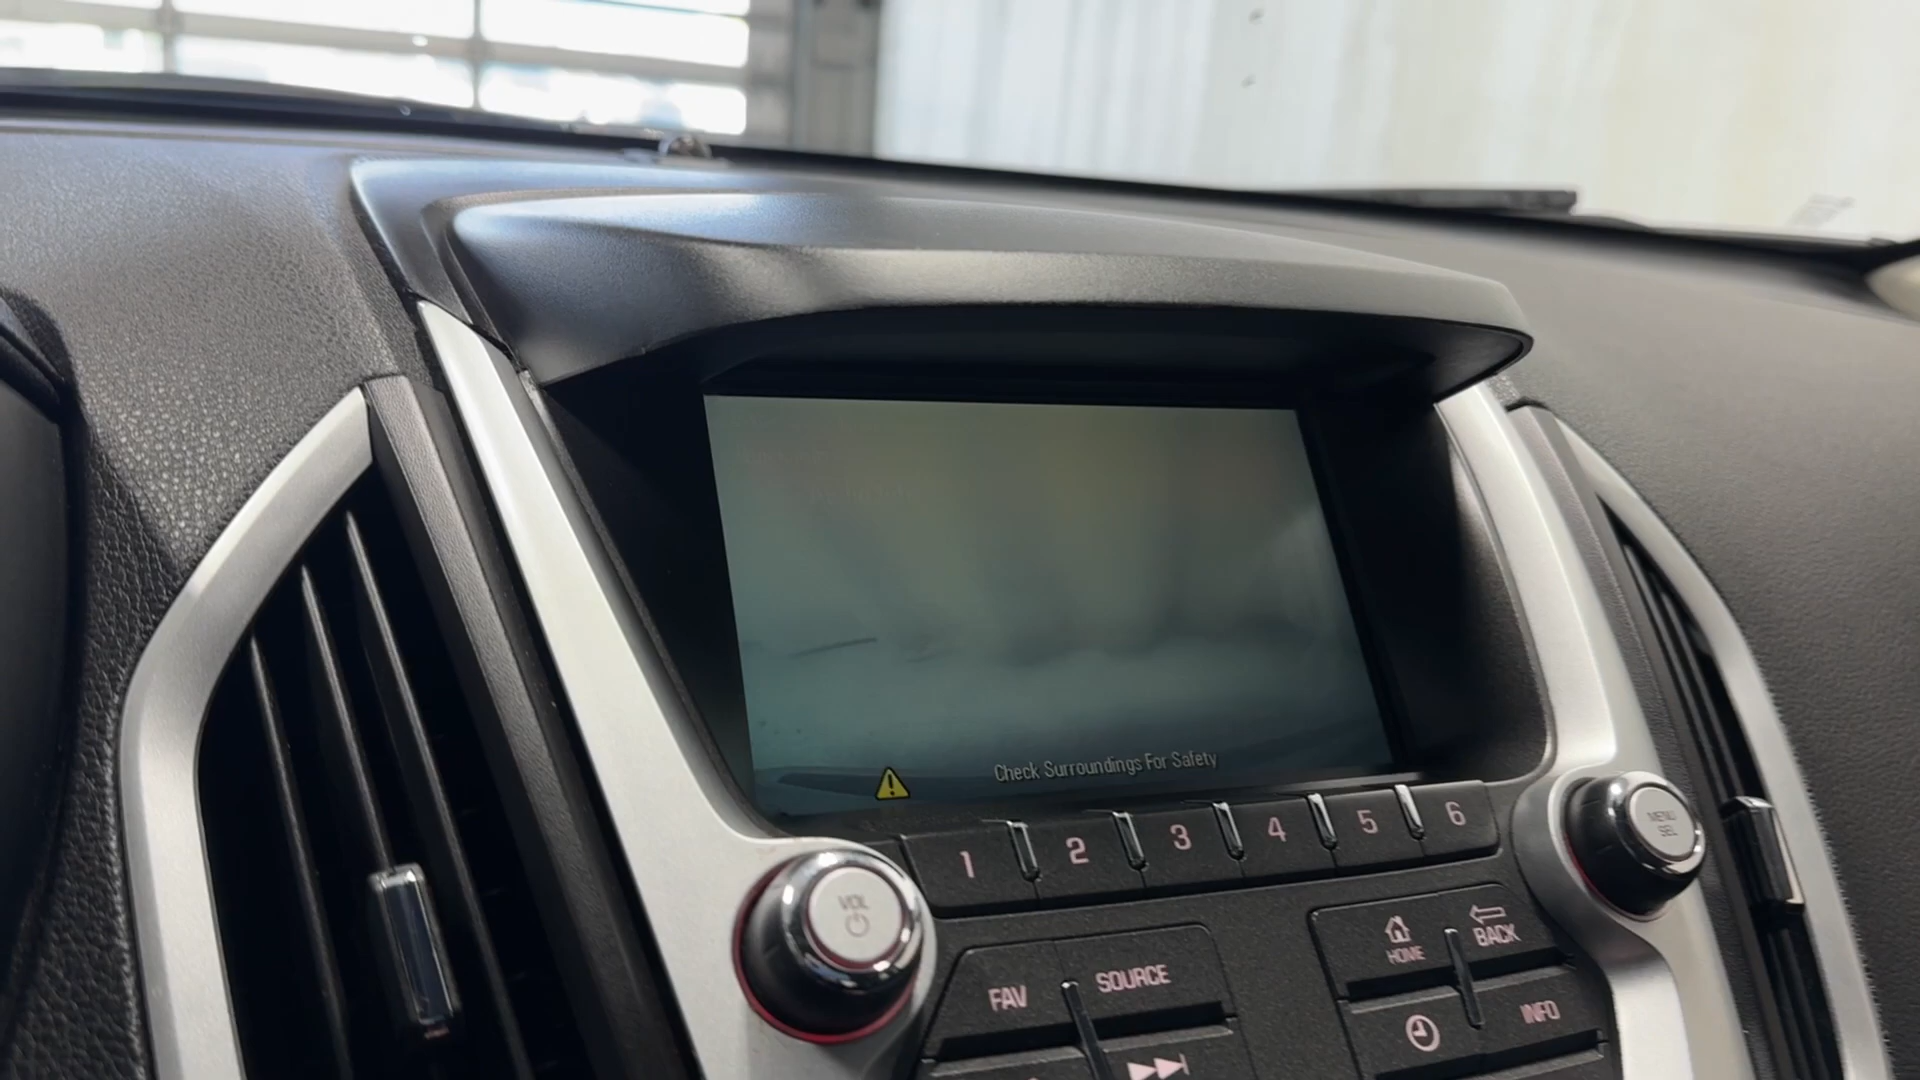 Check Surroundings For Safety
1 2 3 4 5 6
VOL
MENU
SEL
FAV
SOURCE
HOME
BACK
INFO